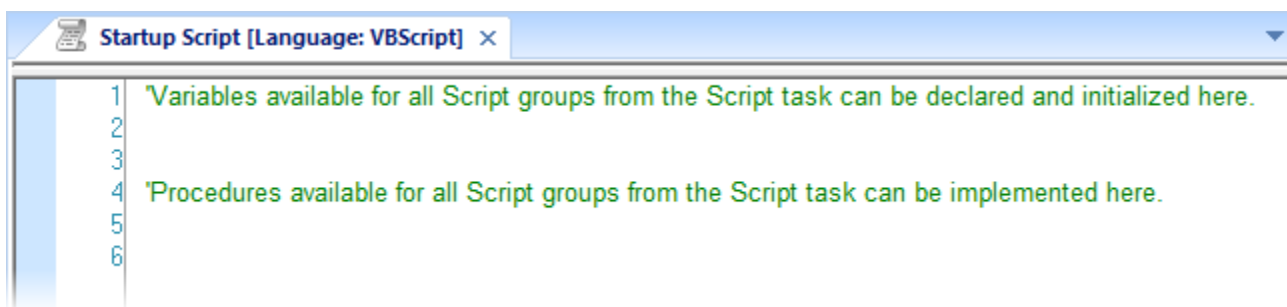 Startup Script [Language: VBScript] ×
1 'Variables available for all Script groups from the Script task can be declared and initialized here.
2
3
4 'Procedures available for all Script groups from the Script task can be implemented here.
5
6